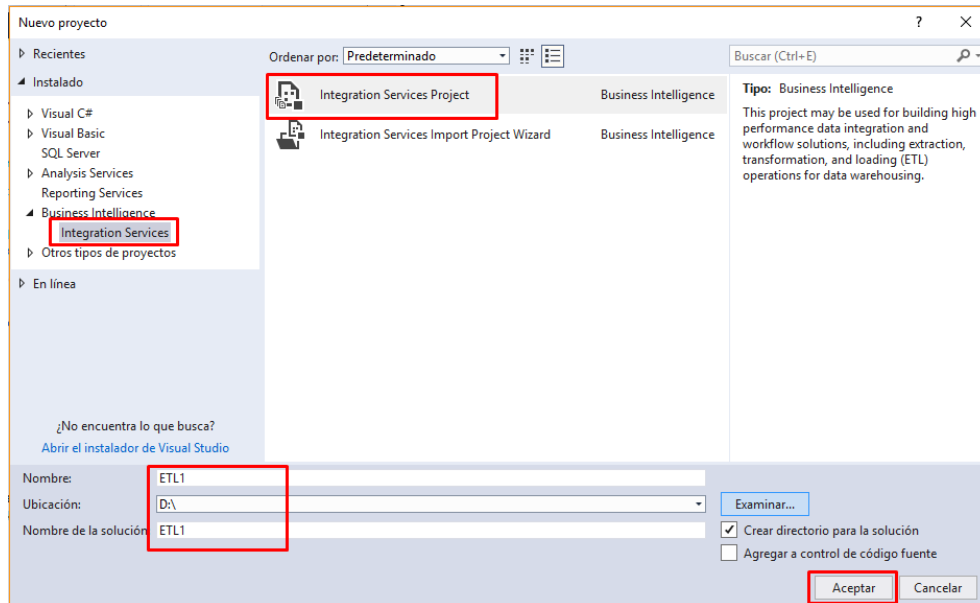 Nuevo proyecto
? X
Recientes
Instalado
Visual C#
Visual Basic
SQL Server
Analysis Services
Reporting Services
Business Intelligence
Integration Services
Otros tipos de proyectos
En línea
¿No encuentra lo que busca?
Abrir el instalador de Visual Studio
Ordenar por: Predeterminado
Integration Services Project Business Intelligence
Integration Services Import Project Wizard Business Intelligence
Buscar (Ctrl+E)
Tipo: Business Intelligence
This project may be used for building high
performance data integration and
workflow solutions, including extraction,
transformation, and loading (ETL)
operations for data warehousing.
Nombre: ETL1
Ubicación: D:\
Nombre de la solución ETL1
Examinar...
Crear directorio para la solución
Agregar a control de código fuente
Aceptar Cancelar